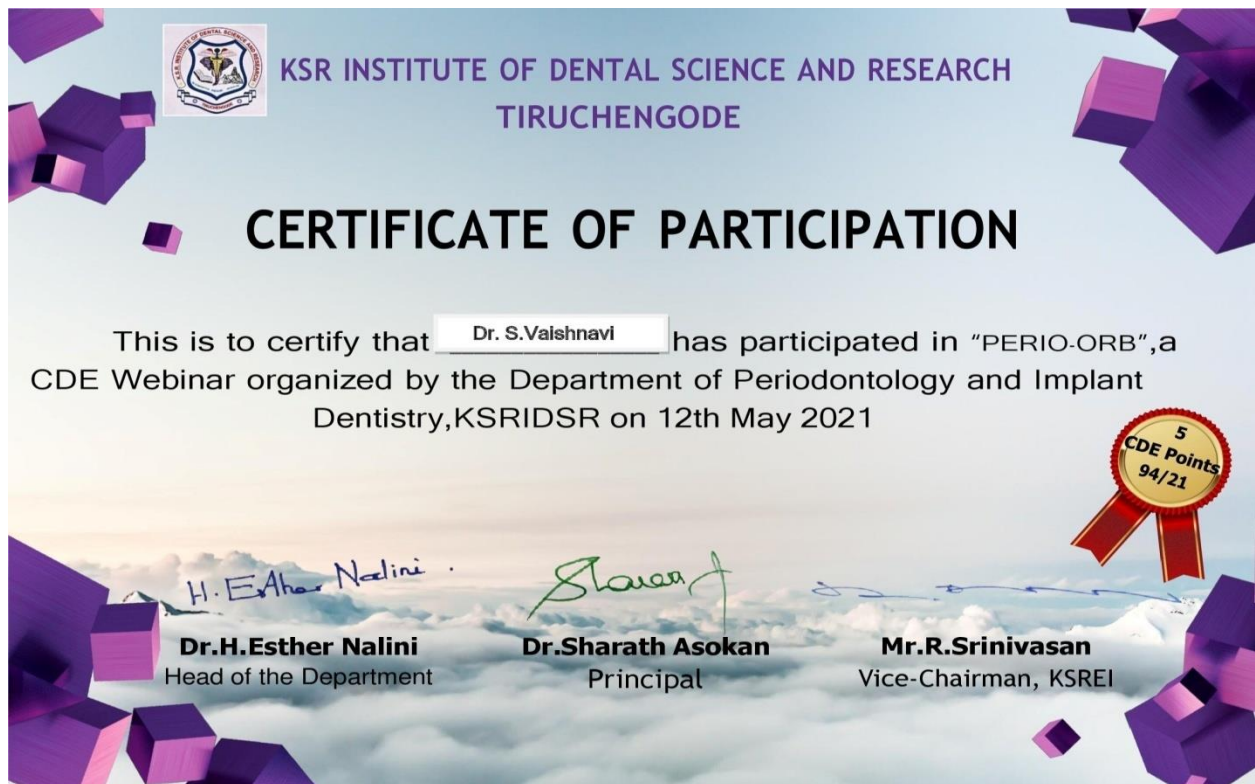 KSR INSTITUTE OF DENTAL SCIENCE AND RESEARCH
TIRUCHENGODE
CERTIFICATE OF PARTICIPATION
This is to certify that Dr. S.Vaishnavi has participated in "PERIO-ORB",a
CDE Webinar organized by the Department of Periodontology and Implant
Dentistry,KSRIDSR on 12th May 2021
5
CDE Points
94/21
H. Esther Nalini .
Dr.H.Esther Nalini
Head of the Department
Dr.Sharath Asokan
Principal
Mr.R.Srinivasan
Vice-Chairman, KSREI